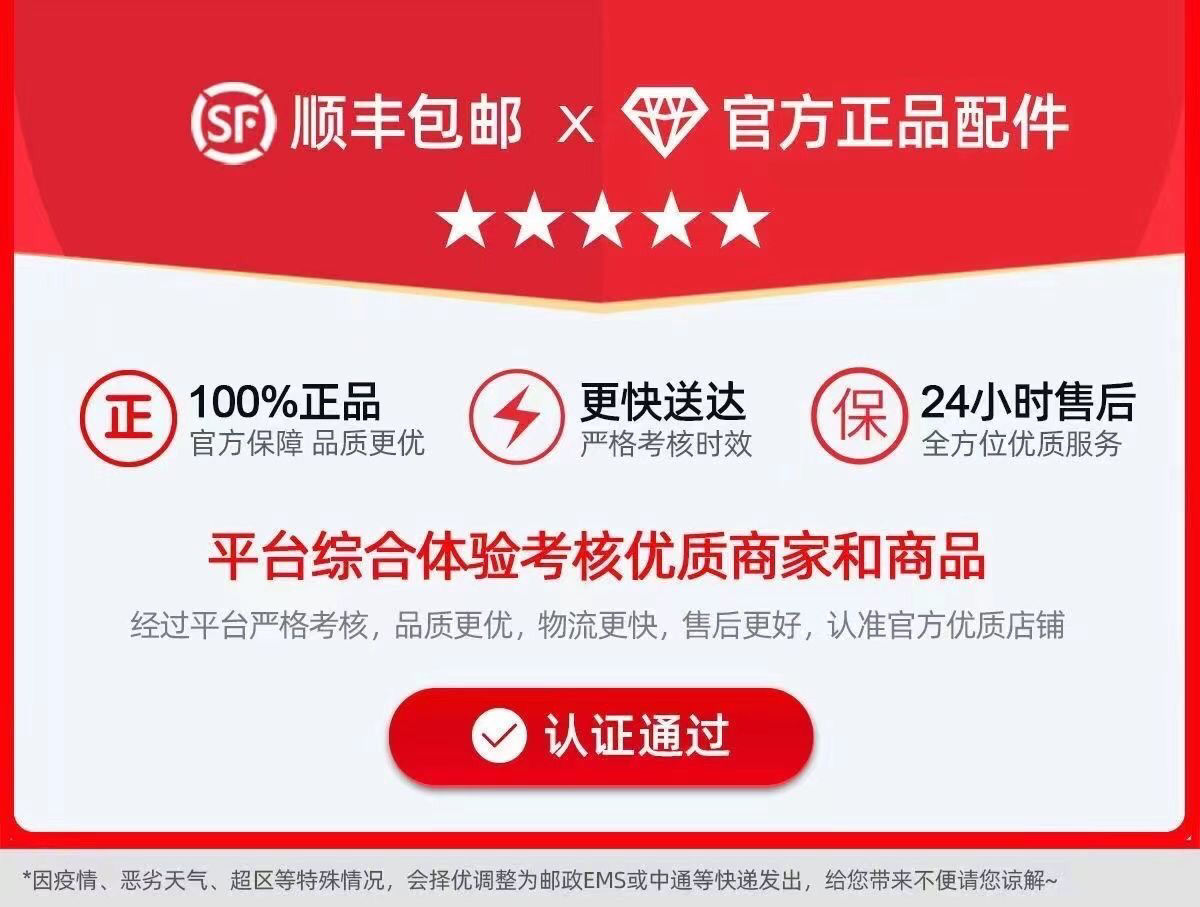 SF 顺丰包邮 X 官方正品配件
正 100%正品
官方保障 品质更优
更快送达
严格考核时效
保 24小时售后
全方位优质服务
平台综合体验考核优质商家和商品
经过平台严格考核，品质更优，物流更快，售后更好，认准官方优质店铺
认证通过
*因疫情、恶劣天气、超区等特殊情况，会择优调整为邮政EMS或中通等快递发出，给您带来不便请您谅解~